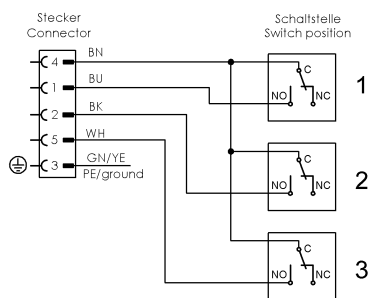 Stecker
Connector
Schaltstelle
Switch position
4 BN
1 BU
2 BK
5 WH
3 GN/YE
PE/ground
C
NO NC
1
C
NO NC
2
C
NO NC
3